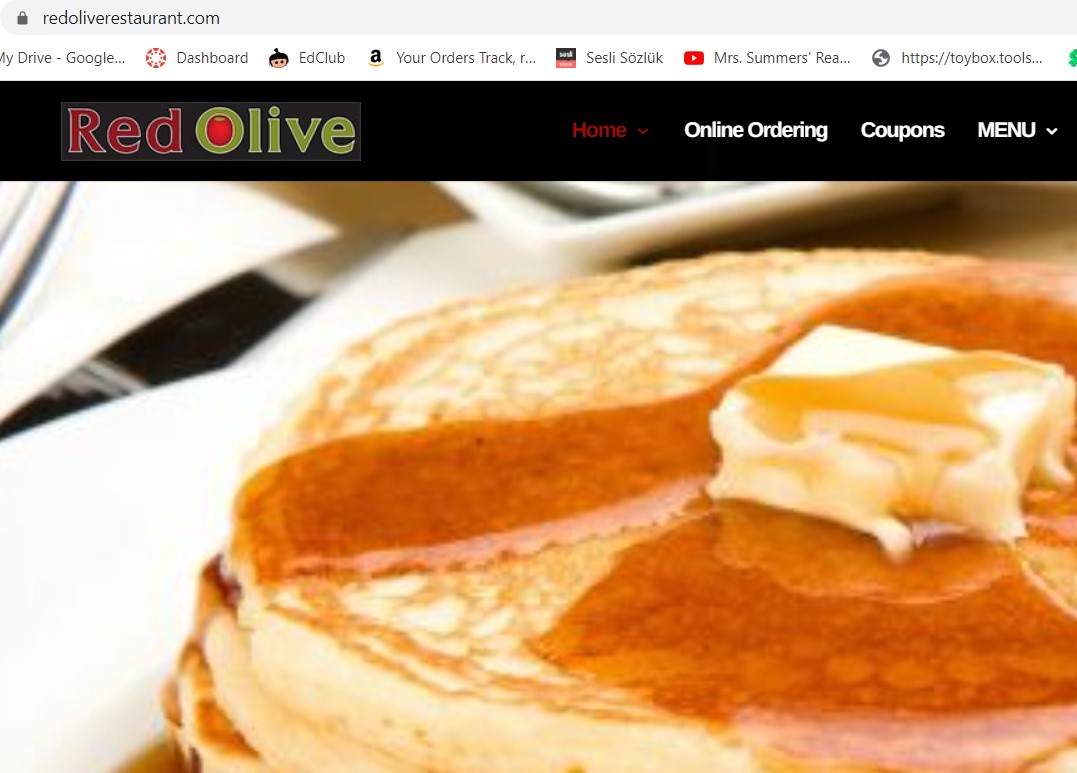 redoliverestaurant.com
My Drive - Google... Dashboard EdClub a Your Orders Track, r... sesli Sesli Sözlük Mrs. Summers' Rea... https://toybox.tools...
Red Olive
Home Online Ordering Coupons MENU